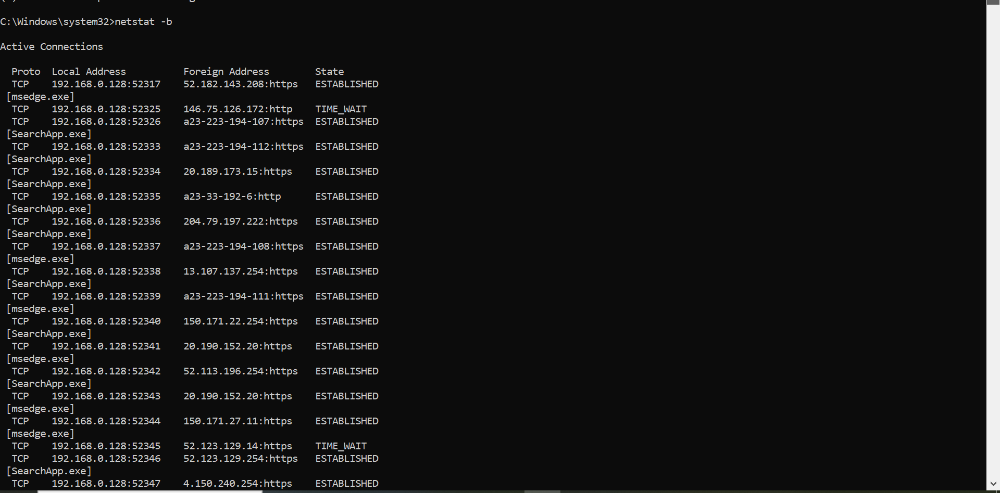 C:\Windows\system32>netstat -b
Active Connections
Proto  Local Address          Foreign Address        State
TCP    192.168.0.128:52317    52.182.143.208:https   ESTABLISHED
[msedge.exe]
TCP    192.168.0.128:52325    146.75.126.172:http    TIME_WAIT
TCP    192.168.0.128:52326    a23-223-194-107:https  ESTABLISHED
[SearchApp.exe]
TCP    192.168.0.128:52333    a23-223-194-112:https  ESTABLISHED
[SearchApp.exe]
TCP    192.168.0.128:52334    20.189.173.15:https    ESTABLISHED
[SearchApp.exe]
TCP    192.168.0.128:52335    a23-33-192-6:http      ESTABLISHED
[SearchApp.exe]
TCP    192.168.0.128:52336    204.79.197.222:https   ESTABLISHED
[SearchApp.exe]
TCP    192.168.0.128:52337    a23-223-194-108:https  ESTABLISHED
[msedge.exe]
TCP    192.168.0.128:52338    13.107.137.254:https   ESTABLISHED
[SearchApp.exe]
TCP    192.168.0.128:52339    a23-223-194-111:https  ESTABLISHED
[msedge.exe]
TCP    192.168.0.128:52340    150.171.22.254:https   ESTABLISHED
[SearchApp.exe]
TCP    192.168.0.128:52341    20.190.152.20:https    ESTABLISHED
[msedge.exe]
TCP    192.168.0.128:52342    52.113.196.254:https   ESTABLISHED
[SearchApp.exe]
TCP    192.168.0.128:52343    20.190.152.20:https    ESTABLISHED
[msedge.exe]
TCP    192.168.0.128:52344    150.171.27.11:https    ESTABLISHED
[msedge.exe]
TCP    192.168.0.128:52345    52.123.129.14:https    TIME_WAIT
TCP    192.168.0.128:52346    52.123.129.254:https   ESTABLISHED
[SearchApp.exe]
TCP    192.168.0.128:52347    4.150.240.254:https    ESTABLISHED